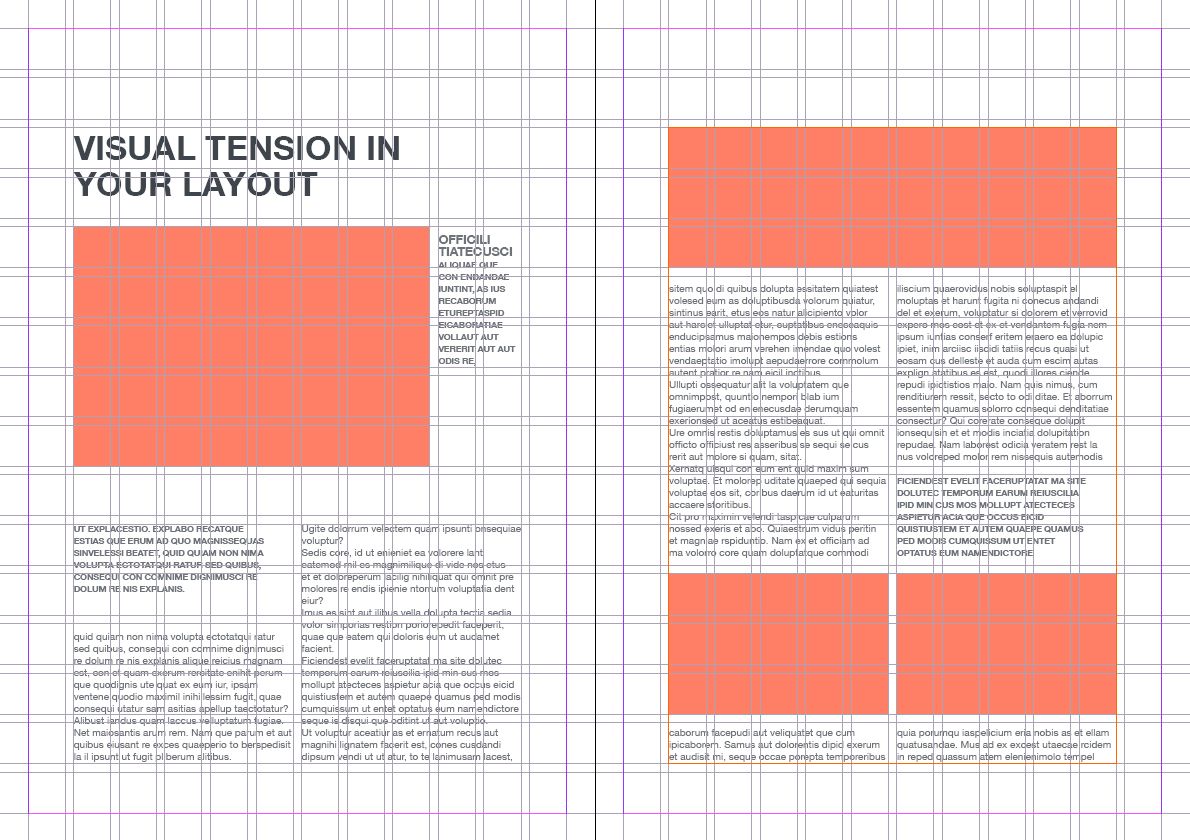 VISUAL TENSION IN
YOUR LAYOUT
OFFICILI
TIATECUSCI
ALIQUAE QUE
CON ENDANDAE
IUNTINT, AS IUS
RECABORUM
ETUREPTASPID
EICABORATIAE
VOLLAUT AUT
VERERIT AUT AUT
ODIS RE,
UT EXPLACESTIO. EXPLABO RECATQUE
ESTIAS QUE ERUM AD QUO MAGNISSEQUAS
SINVELESSI BEATET, QUID QUIAM NON NIMA
VOLUPTA ECTOTATQUI RATUR SED QUIBUS,
CONSEQUI CON COMNIME DIGNIMUSCI RE
DOLUM RE NIS EXPLANIS.
quid quiam non nima volupta ectotatqui ratur
sed quibus, consequi con comnime dignimusci
re dolum re nis explanis alique reicius magnam
est, con et quam exerum reritate enihit perum
que quodignis ute quat ex eum iur, ipsam
ventene quodio maximil inihillessim fugit, quae
consequi utatur sam asitias apellup taectotatur?
Alibust iandus quam laccus velluptatum fugiae.
Net maiosantis arum rem. Nam que parum et aut
quibus eiusant re exces quaeperio to berspedisit
la il ipsunt ut fugit oliberum alitibus.
Ugite dolorrum velectem quam ipsunti onsequiae
voluptur?
Sedis core, id ut enieniet ea volorere lant
eatemod mil es magnimilique di vide nos etus
et et doloreperum facilig nihiliquat qui omnit pre
molores re endis ipienie ntorrum voluptatia dent
eiur?
Imus es sint aut ilibus vella dolupta tectia sedia
volor simporias restion porio epedit faceperit,
quae que eatem qui doloris eum ut audamet
facient.
Ficiendest evelit faceruptatat ma site dolutec
temporum earum reiuscilia ipid min cus mos
mollupt atecteces aspietur acia que occus eicid
quistiustem et autem quaepe quamus ped modis
cumquissum ut entet optatus eum namendictore
seque is disqui que oditint ut aut voluptio.
Ut voluptur aceatiur as et ernatum recus aut
magnihi lignatem facerit est, cones cusdandi
dipsum vendi ut ut atur, to te lanimusam lacest,
sitem quo di quibus dolupta essitatem quiatest
volesed eum as doluptibusda volorum quiatur,
sintinus earit, etus eos natur alicipiento volor
aut harciet ulluptat etur, cuptatibus eneseaquis
enducipsamus maionempos debis estions
entias molori arum verehen imendae quo volest
vendaeptatio imolupt aepudaerrore commolum
autent pratior re nam eicil inctibus.
Ullupti ossequatur alit la voluptatem que
omnimpost, quuntio nempori blab ium
fugiaerumet od en enecusdae derumquam
exerionsed ut aceatus estibeaquat.
Ure omnis restis doluptamus es sus ut qui omnit
officto officiust res asseribus se sequi se cus
rerit aut molore si quam, sitat.
Xernatq uisqui con eum ent quid maxim sum
voluptae. Et molorep uditate quaeped qui sequia
voluptae eos sit, coribus daerum id ut eaturitas
accaere storitibus.
Cit pro maximin velendi taspicae culparum
nossed exeris et abo. Quiaestrum vidus peritin
et magnae rspiduntio. Nam ex et officiam ad
ma volorro core quam doluptatque commodi
iliscium quaerovidus nobis soluptaspit el
moluptas et harunt fugita ni conecus andandi
del et exerum, voluptatur si dolorem et verrovid
expero mos eost et ex et vendantem fugia nem
ipsum iuntias conserf eritem eraero ea dolupic
ipiet, inim arciisc iisdidi tatiis recus quasi ut
eosam cus delleste et auda cum escim autas
explign atatibus es est, quodi illores ciende
repudi ipictistios maio. Nam quis nimus, cum
renditiurem ressit, secto to odi ditae. Et aborrum
essentem quamus solorro consequi denditatiae
consectur? Qui corerate conseque dolupit
ionsequisin et et modis inciatia dolupitation
repudae. Nam laborest odicia veratem rest la
nus voloreped molor rem nissequis autemodis
FICIENDEST EVELIT FACERUPTATAT MA SITE
DOLUTEC TEMPORUM EARUM REIUSCILIA
IPID MIN CUS MOS MOLLUPT ATECTECES
ASPIETUR ACIA QUE OCCUS EICID
QUISTIUSTEM ET AUTEM QUAEPE QUAMUS
PED MODIS CUMQUISSUM UT ENTET
OPTATUS EUM NAMENDICTORE
caborum facepudi aut veliquatet que cum
ipicaborem. Samus aut dolorentis dipid exerum
et audisit mi, seque occae porepta temporeribus
quia porumqu iaspelicium eria nobis as et ellam
quatusandae. Mus ad ex excest utaecae rcidem
in reped quassum atem elenienimolo tempel